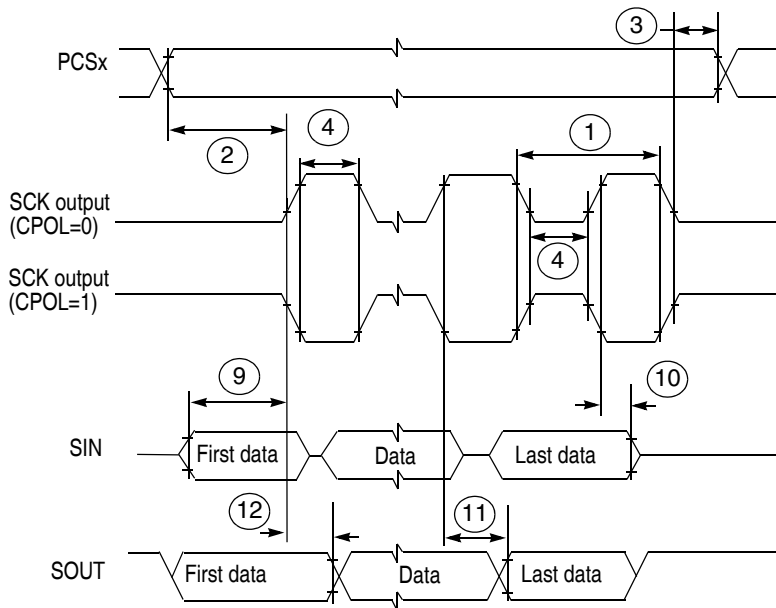 3
PCSx
2
4
1
SCK output
(CPOL=0)
4
SCK output
(CPOL=1)
9
10
SIN
First data
Data
Last data
12
11
SOUT
First data
Data
Last data